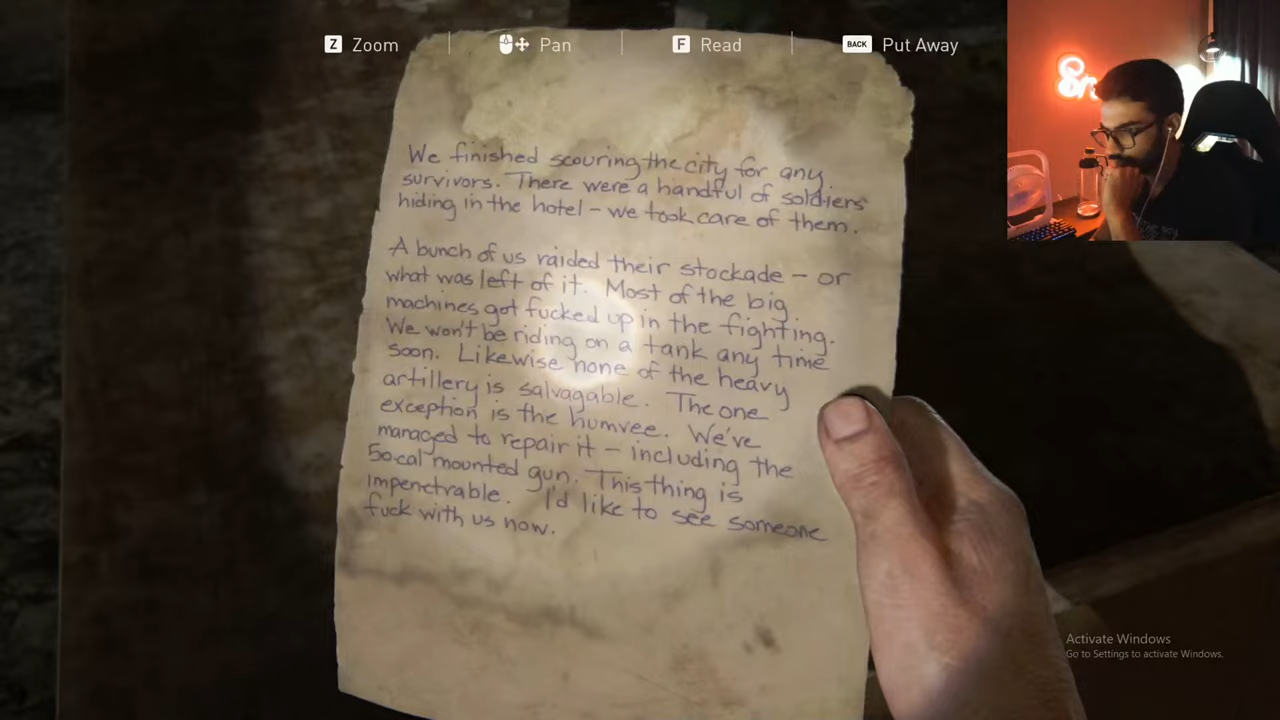 Z Zoom
Pan
F Read
BACK Put Away
We finished scouring the city for any
survivors. There were a handful of soldiers
hiding in the hotel - we took care of them.
A bunch of us raided their stockade - or
what was left of it. Most of the big
machines got fucked up in the fighting.
We won't be riding on a tank any time
soon. Likewise none of the heavy
artillery is salvagable. The one
exception is the humvee. We've
managed to repair it - including the
50cal mounted gun. This thing is
impenetrable. I'd like to see someone
fuck with us now.
Activate Windows
Go to Settings to activate Windows.